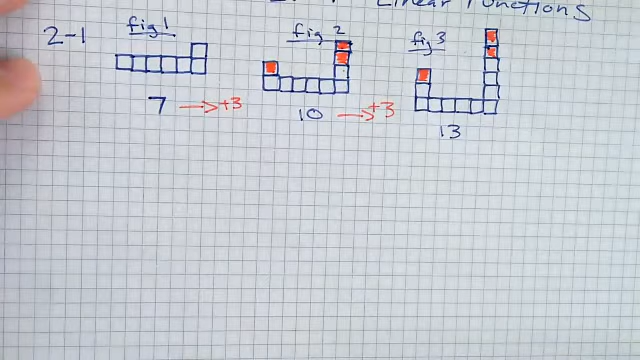 Linear Functions
2-1 fig 1 fig 2 fig 3
7 → +3 10 → +3 13